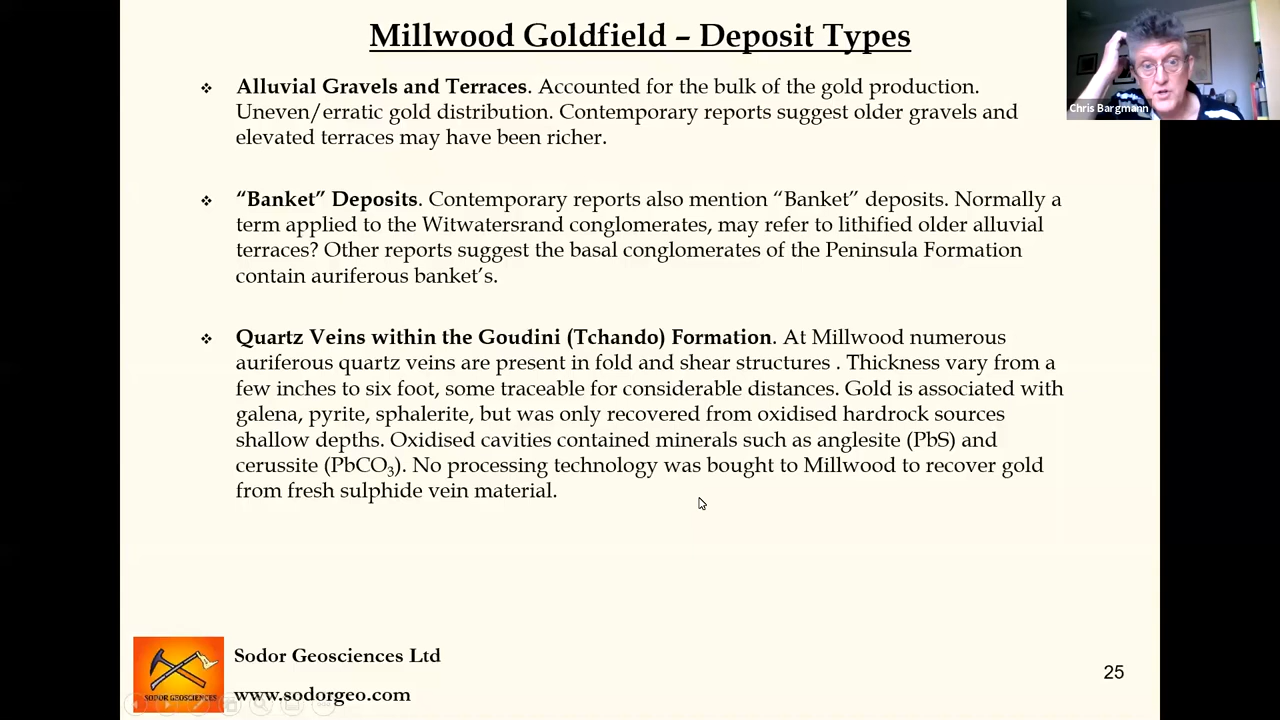 Millwood Goldfield – Deposit Types
Chris Bargmann
❖ Alluvial Gravels and Terraces. Accounted for the bulk of the gold production.
Uneven/erratic gold distribution. Contemporary reports suggest older gravels and
elevated terraces may have been richer.
❖ “Banket” Deposits. Contemporary reports also mention “Banket” deposits. Normally a
term applied to the Witwatersrand conglomerates, may refer to lithified older alluvial
terraces? Other reports suggest the basal conglomerates of the Peninsula Formation
contain auriferous banket’s.
❖ Quartz Veins within the Goudini (Tchando) Formation. At Millwood numerous
auriferous quartz veins are present in fold and shear structures . Thickness vary from a
few inches to six foot, some traceable for considerable distances. Gold is associated with
galena, pyrite, sphalerite, but was only recovered from oxidised hardrock sources
shallow depths. Oxidised cavities contained minerals such as anglesite (PbS) and
cerussite (PbCO₃). No processing technology was bought to Millwood to recover gold
from fresh sulphide vein material.
SODOR GEOSCIENCES
Sodor Geosciences Ltd
www.sodorgeo.com
25